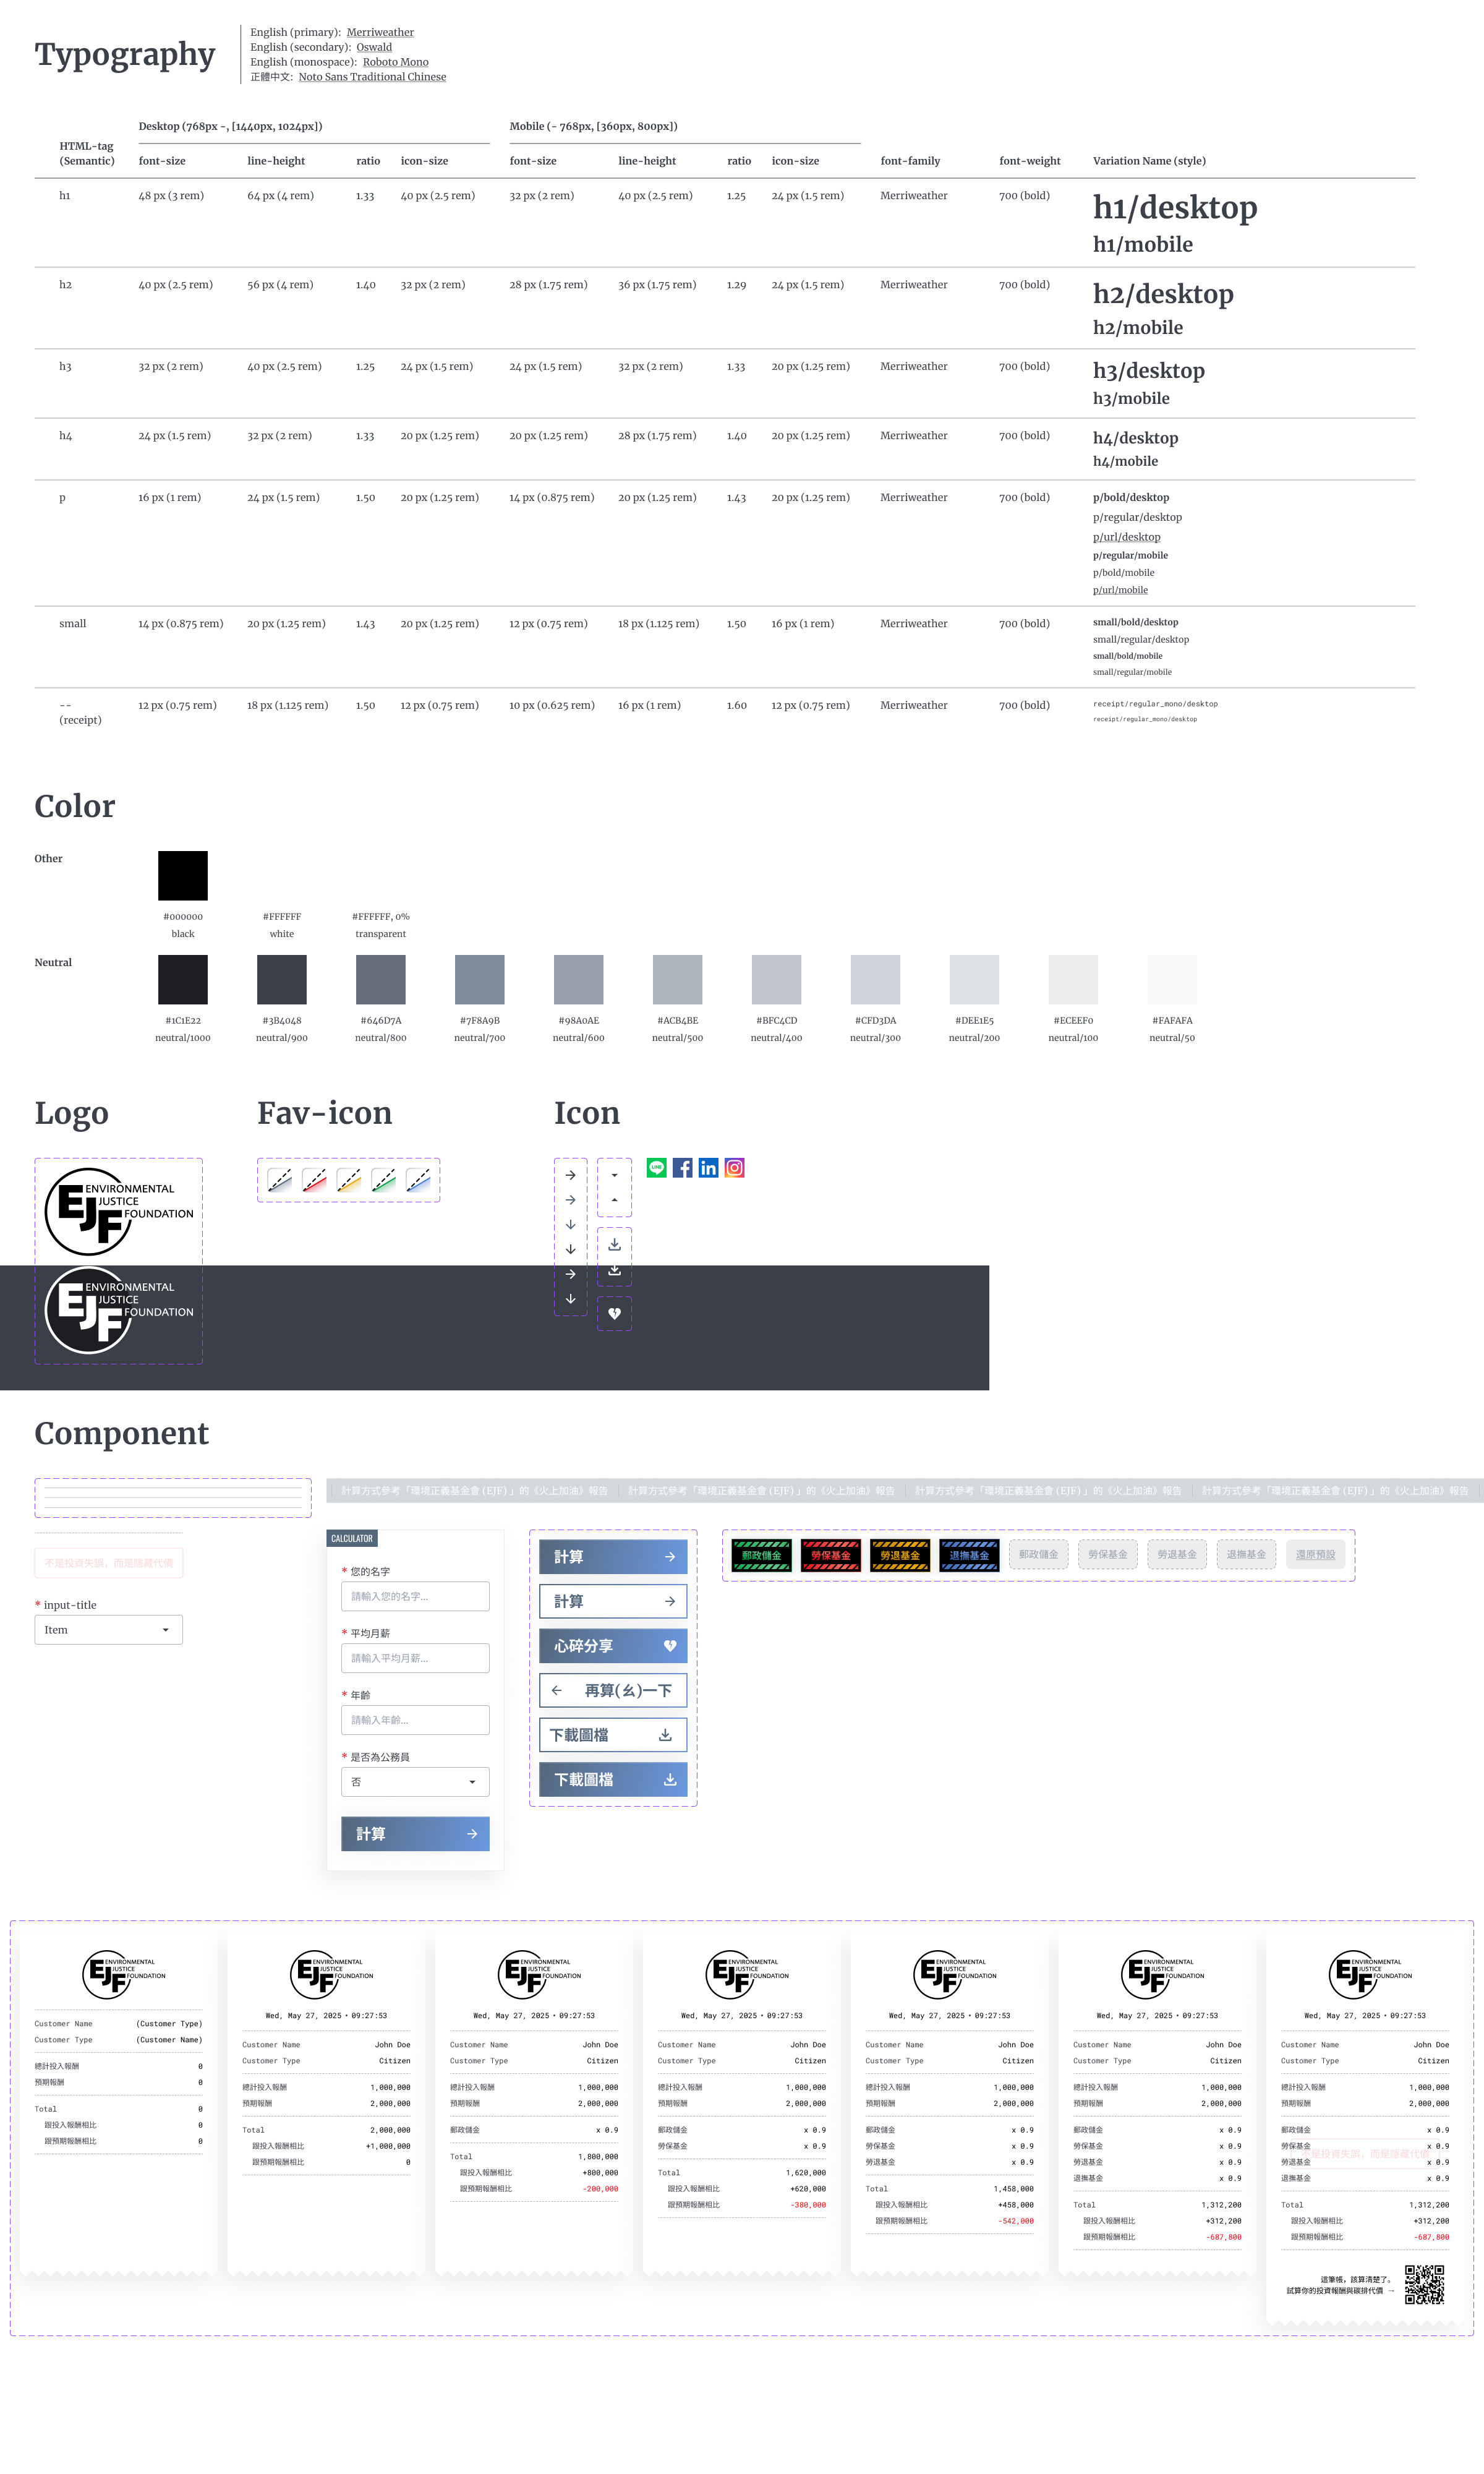 Typography
English (primary): Merriweather
English (secondary): Oswald
English (monospace): Roboto Mono
正體中文: Noto Sans Traditional Chinese
Desktop (768px -, [1440px, 1024px]) Mobile (- 768px, [360px, 800px])
HTML-tag
(Semantic) font-size line-height ratio icon-size font-size line-height ratio icon-size font-family font-weight Variation Name (style)
h1 48 px (3 rem) 64 px (4 rem) 1.33 40 px (2.5 rem) 32 px (2 rem) 40 px (2.5 rem) 1.25 24 px (1.5 rem) Merriweather 700 (bold) h1/desktop
h1/mobile
h2 40 px (2.5 rem) 56 px (4 rem) 1.40 32 px (2 rem) 28 px (1.75 rem) 36 px (1.75 rem) 1.29 24 px (1.5 rem) Merriweather 700 (bold) h2/desktop
h2/mobile
h3 32 px (2 rem) 40 px (2.5 rem) 1.25 24 px (1.5 rem) 24 px (1.5 rem) 32 px (2 rem) 1.33 20 px (1.25 rem) Merriweather 700 (bold) h3/desktop
h3/mobile
h4 24 px (1.5 rem) 32 px (2 rem) 1.33 20 px (1.25 rem) 20 px (1.25 rem) 28 px (1.75 rem) 1.40 20 px (1.25 rem) Merriweather 700 (bold) h4/desktop
h4/mobile
p 16 px (1 rem) 24 px (1.5 rem) 1.50 20 px (1.25 rem) 14 px (0.875 rem) 20 px (1.25 rem) 1.43 20 px (1.25 rem) Merriweather 700 (bold) p/bold/desktop
p/regular/desktop
p/url/desktop
p/regular/mobile
p/bold/mobile
p/url/mobile
small 14 px (0.875 rem) 20 px (1.25 rem) 1.43 20 px (1.25 rem) 12 px (0.75 rem) 18 px (1.125 rem) 1.50 16 px (1 rem) Merriweather 700 (bold) small/bold/desktop
small/regular/desktop
small/bold/mobile
small/regular/mobile
-- 12 px (0.75 rem) 18 px (1.125 rem) 1.50 12 px (0.75 rem) 10 px (0.625 rem) 16 px (1 rem) 1.60 12 px (0.75 rem) Merriweather 700 (bold) receipt/regular_mono/desktop
(receipt) receipt/regular_mono/desktop
Color
Other
#000000 #FFFFFF #FFFFFF, 0%
black white transparent
Neutral
#1C1E22 #3B4048 #646D7A #7F8A9B #98A0AE #ACB4BE #BFC4CD #CFD3DA #DEE1E5 #ECEEF0 #FAFAFA
neutral/1000 neutral/900 neutral/800 neutral/700 neutral/600 neutral/500 neutral/400 neutral/300 neutral/200 neutral/100 neutral/50
Logo Fav-icon Icon
EJF ENVIRONMENTAL
JUSTICE
FOUNDATION
LINE
EJF ENVIRONMENTAL
JUSTICE
FOUNDATION
Component
計算方式參考「環境正義基金會 (EJF) 」的《火上加油》報告 計算方式參考「環境正義基金會 (EJF) 」的《火上加油》報告 計算方式參考「環境正義基金會 (EJF) 」的《火上加油》報告 計算方式參考「環境正義基金會 (EJF) 」的《火上加油》報告
不是投資失誤，而是隱藏代價
* input-title
Item
CALCULATOR
* 您的名字
請輸入您的名字...
* 平均月薪
請輸入平均月薪...
* 年齡
請輸入年齡...
* 是否為公務員
否
計算 →
計算 →
計算 →
心碎分享
← 再算(ㄠ)一下
下載圖檔
下載圖檔
郵政儲金 勞保基金 勞退基金 退撫基金 郵政儲金 勞保基金 勞退基金 退撫基金 還原預設
EJF ENVIRONMENTAL
JUSTICE
FOUNDATION
Customer Name (Customer Type)
Customer Type (Customer Name)
總計投入報酬 0
預期報酬 0
Total 0
跟投入報酬相比 0
跟預期報酬相比 0
EJF ENVIRONMENTAL
JUSTICE
FOUNDATION
Wed, May 27, 2025 • 09:27:53
Customer Name John Doe
Customer Type Citizen
總計投入報酬 1,000,000
預期報酬 2,000,000
Total 2,000,000
跟投入報酬相比 +1,000,000
跟預期報酬相比 0
EJF ENVIRONMENTAL
JUSTICE
FOUNDATION
Wed, May 27, 2025 • 09:27:53
Customer Name John Doe
Customer Type Citizen
總計投入報酬 1,000,000
預期報酬 2,000,000
郵政儲金 x 0.9
Total 1,800,000
跟投入報酬相比 +800,000
跟預期報酬相比 -200,000
EJF ENVIRONMENTAL
JUSTICE
FOUNDATION
Wed, May 27, 2025 • 09:27:53
Customer Name John Doe
Customer Type Citizen
總計投入報酬 1,000,000
預期報酬 2,000,000
郵政儲金 x 0.9
勞保基金 x 0.9
Total 1,620,000
跟投入報酬相比 +620,000
跟預期報酬相比 -380,000
EJF ENVIRONMENTAL
JUSTICE
FOUNDATION
Wed, May 27, 2025 • 09:27:53
Customer Name John Doe
Customer Type Citizen
總計投入報酬 1,000,000
預期報酬 2,000,000
郵政儲金 x 0.9
勞保基金 x 0.9
勞退基金 x 0.9
Total 1,458,000
跟投入報酬相比 +458,000
跟預期報酬相比 -542,000
EJF ENVIRONMENTAL
JUSTICE
FOUNDATION
Wed, May 27, 2025 • 09:27:53
Customer Name John Doe
Customer Type Citizen
總計投入報酬 1,000,000
預期報酬 2,000,000
郵政儲金 x 0.9
勞保基金 x 0.9
勞退基金 x 0.9
退撫基金 x 0.9
Total 1,312,200
跟投入報酬相比 +312,200
跟預期報酬相比 -687,800
EJF ENVIRONMENTAL
JUSTICE
FOUNDATION
Wed, May 27, 2025 • 09:27:53
Customer Name John Doe
Customer Type Citizen
總計投入報酬 1,000,000
預期報酬 2,000,000
郵政儲金 x 0.9
勞保基金 x 0.9
不是投資失誤，而是隱藏代價
勞退基金 x 0.9
退撫基金 x 0.9
Total 1,312,200
跟投入報酬相比 +312,200
跟預期報酬相比 -687,800
這筆帳，該算清楚了。
試算你的投資報酬與碳排代價 →